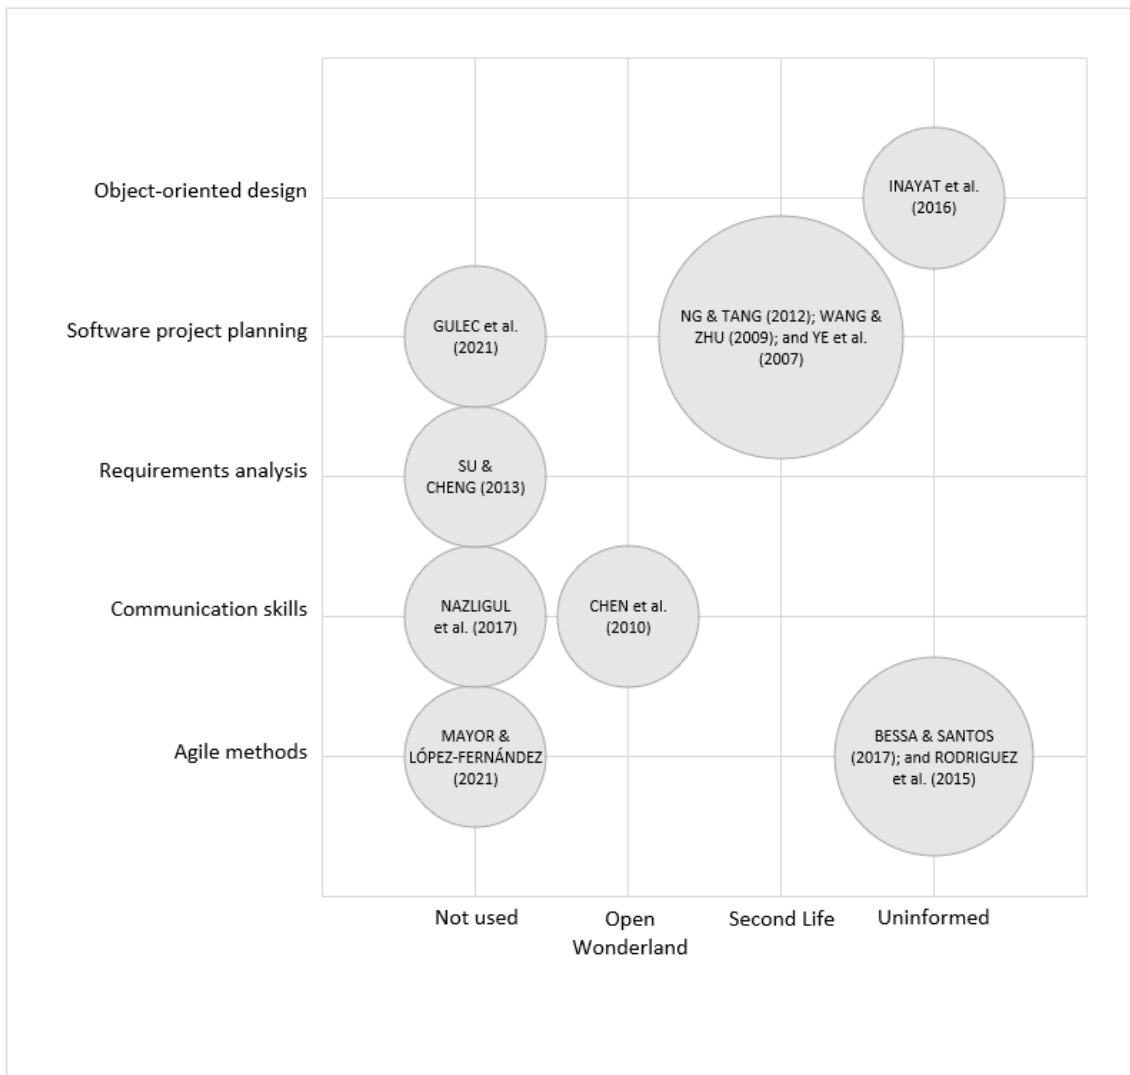 Object-oriented design
INAYAT et al.
(2016)
Software project planning
GULEC et al.
(2021)
NG & TANG (2012); WANG &
ZHU (2009); and YE et al.
(2007)
Requirements analysis
SU &
CHENG (2013)
Communication skills
NAZLIGUL
et al. (2017)
CHEN et al.
(2010)
Agile methods
MAYOR &
LÓPEZ-FERNÁNDEZ
(2021)
BESSA & SANTOS
(2017); and RODRIGUEZ
et al. (2015)
Not used
Open
Wonderland
Second Life
Uninformed